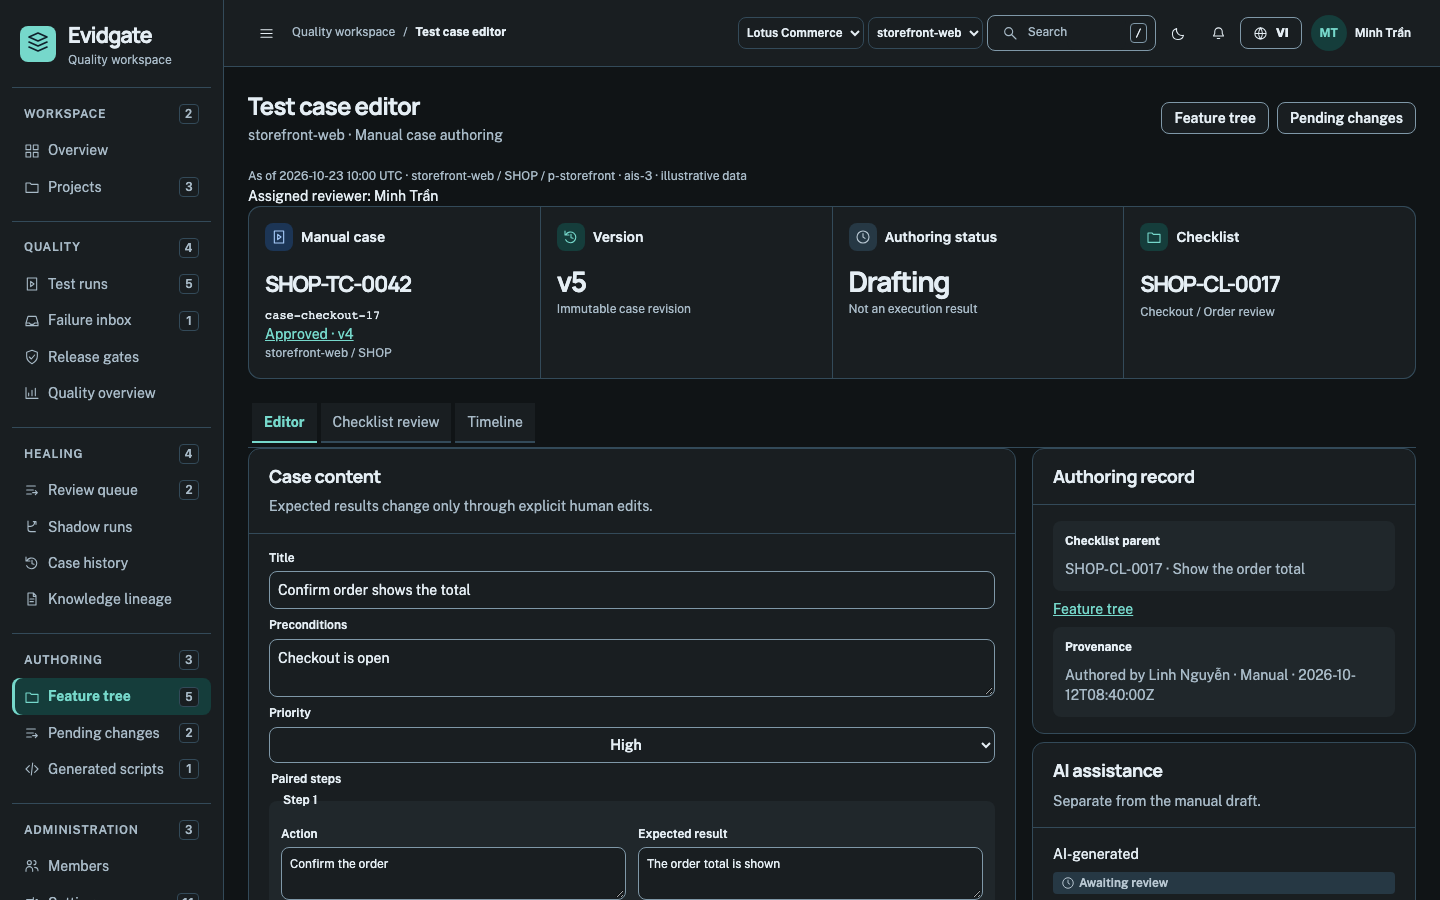 Evidgate
Quality workspace
WORKSPACE 2
Overview
Projects 3
QUALITY 4
Test runs 5
Failure inbox 1
Release gates
Quality overview
HEALING 4
Review queue 2
Shadow runs
Case history
Knowledge lineage
AUTHORING 3
Feature tree 5
Pending changes 2
Generated scripts 1
ADMINISTRATION 3
Members
Quality workspace / Test case editor
Lotus Commerce
storefront-web
Search /
VI
MT Minh Trần
Test case editor
storefront-web · Manual case authoring
Feature tree
Pending changes
As of 2026-10-23 10:00 UTC · storefront-web / SHOP / p-storefront · ais-3 · illustrative data
Assigned reviewer: Minh Trần
Manual case
SHOP-TC-0042
case-checkout-17
Approved · v4
storefront-web / SHOP
Version
v5
Immutable case revision
Authoring status
Drafting
Not an execution result
Checklist
SHOP-CL-0017
Checkout / Order review
Editor
Checklist review
Timeline
Case content
Expected results change only through explicit human edits.
Title
Confirm order shows the total
Preconditions
Checkout is open
Priority
High
Paired steps
Step 1
Action
Confirm the order
Expected result
The order total is shown
Authoring record
Checklist parent
SHOP-CL-0017 · Show the order total
Feature tree
Provenance
Authored by Linh Nguyễn · Manual · 2026-10-
12T08:40:00Z
AI assistance
Separate from the manual draft.
AI-generated
Awaiting review